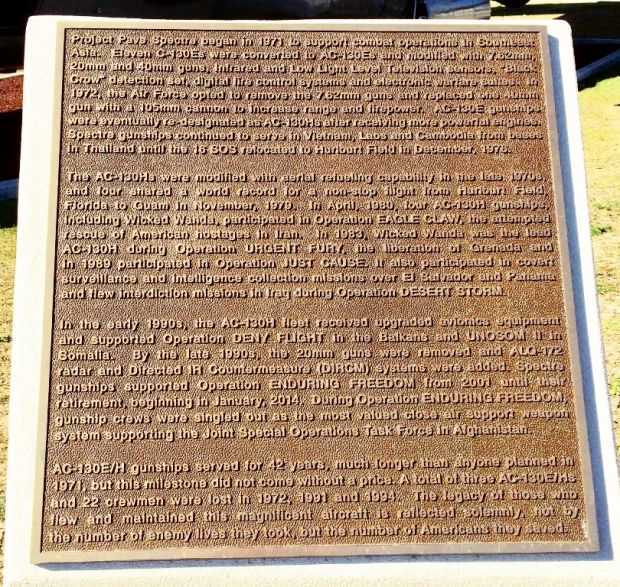 Project Pave Spectre began in 1971 to support combat operations in Southeast
Asia. Eleven C-130Es were converted to AC-130Es and modified with 7.62mm,
20mm and 40mm guns, Infrared and Low Light Level Television sensors, "Black
Crow" detection set, digital fire control system and electronic warfare pods. In
1972, the Air Force opted to remove the 7.62mm guns and replaced one 40mm
gun with a 105mm cannon to increase range and firepower. AC-130E gunships
were eventually re-designated as AC-130Hs after receiving more powerful engines.
Spectre gunships continued to serve in Vietnam, Laos and Cambodia from bases
in Thailand until the 16 SOS relocated to Hurlburt Field in December, 1975.
The AC-130Hs were modified with aerial refueling capability in the late 1970s,
and four shared a world record for a non-stop flight from Hurlburt Field,
Florida to Guam in November, 1979. In April, 1980, four AC-130H gunships,
including Wicked Wanda, participated in Operation EAGLE CLAW, the attempted
rescue of American hostages in Iran. In 1983, Wicked Wanda was the lead
AC-130H during Operation URGENT FURY, the liberation of Grenada and
in 1989 participated in Operation JUST CAUSE. It also participated in covert
surveillance and intelligence collection missions over El Salvador and Panama
and flew interdiction missions in Iraq during Operation DESERT STORM.
In the early 1990s, the AC-130H fleet received upgraded avionics equipment
and supported Operation DENY FLIGHT in the Balkans and UNOSOM II in
Somalia. By the late 1990s, the 20mm guns were removed and ALQ-172
radar and Directed IR Countermeasure (DIRCM) systems were added. Spectre
gunships supported Operation ENDURING FREEDOM from 2001 until their
retirement, beginning in January, 2014. During Operation ENDURING FREEDOM,
gunship crews were singled out as the most valued close air support weapon
system supporting the Joint Special Operations Task Force in Afghanistan.
AC-130E/H gunships served for 42 years, much longer than anyone planned in
1971, but this milestone did not come without a price. A total of three AC-130E/Hs
and 22 crewmen were lost in 1972, 1991 and 1994. The legacy of those who
flew and maintained this magnificent aircraft is reflected solemnly, not by
the number of enemy lives they took, but the number of Americans they saved.